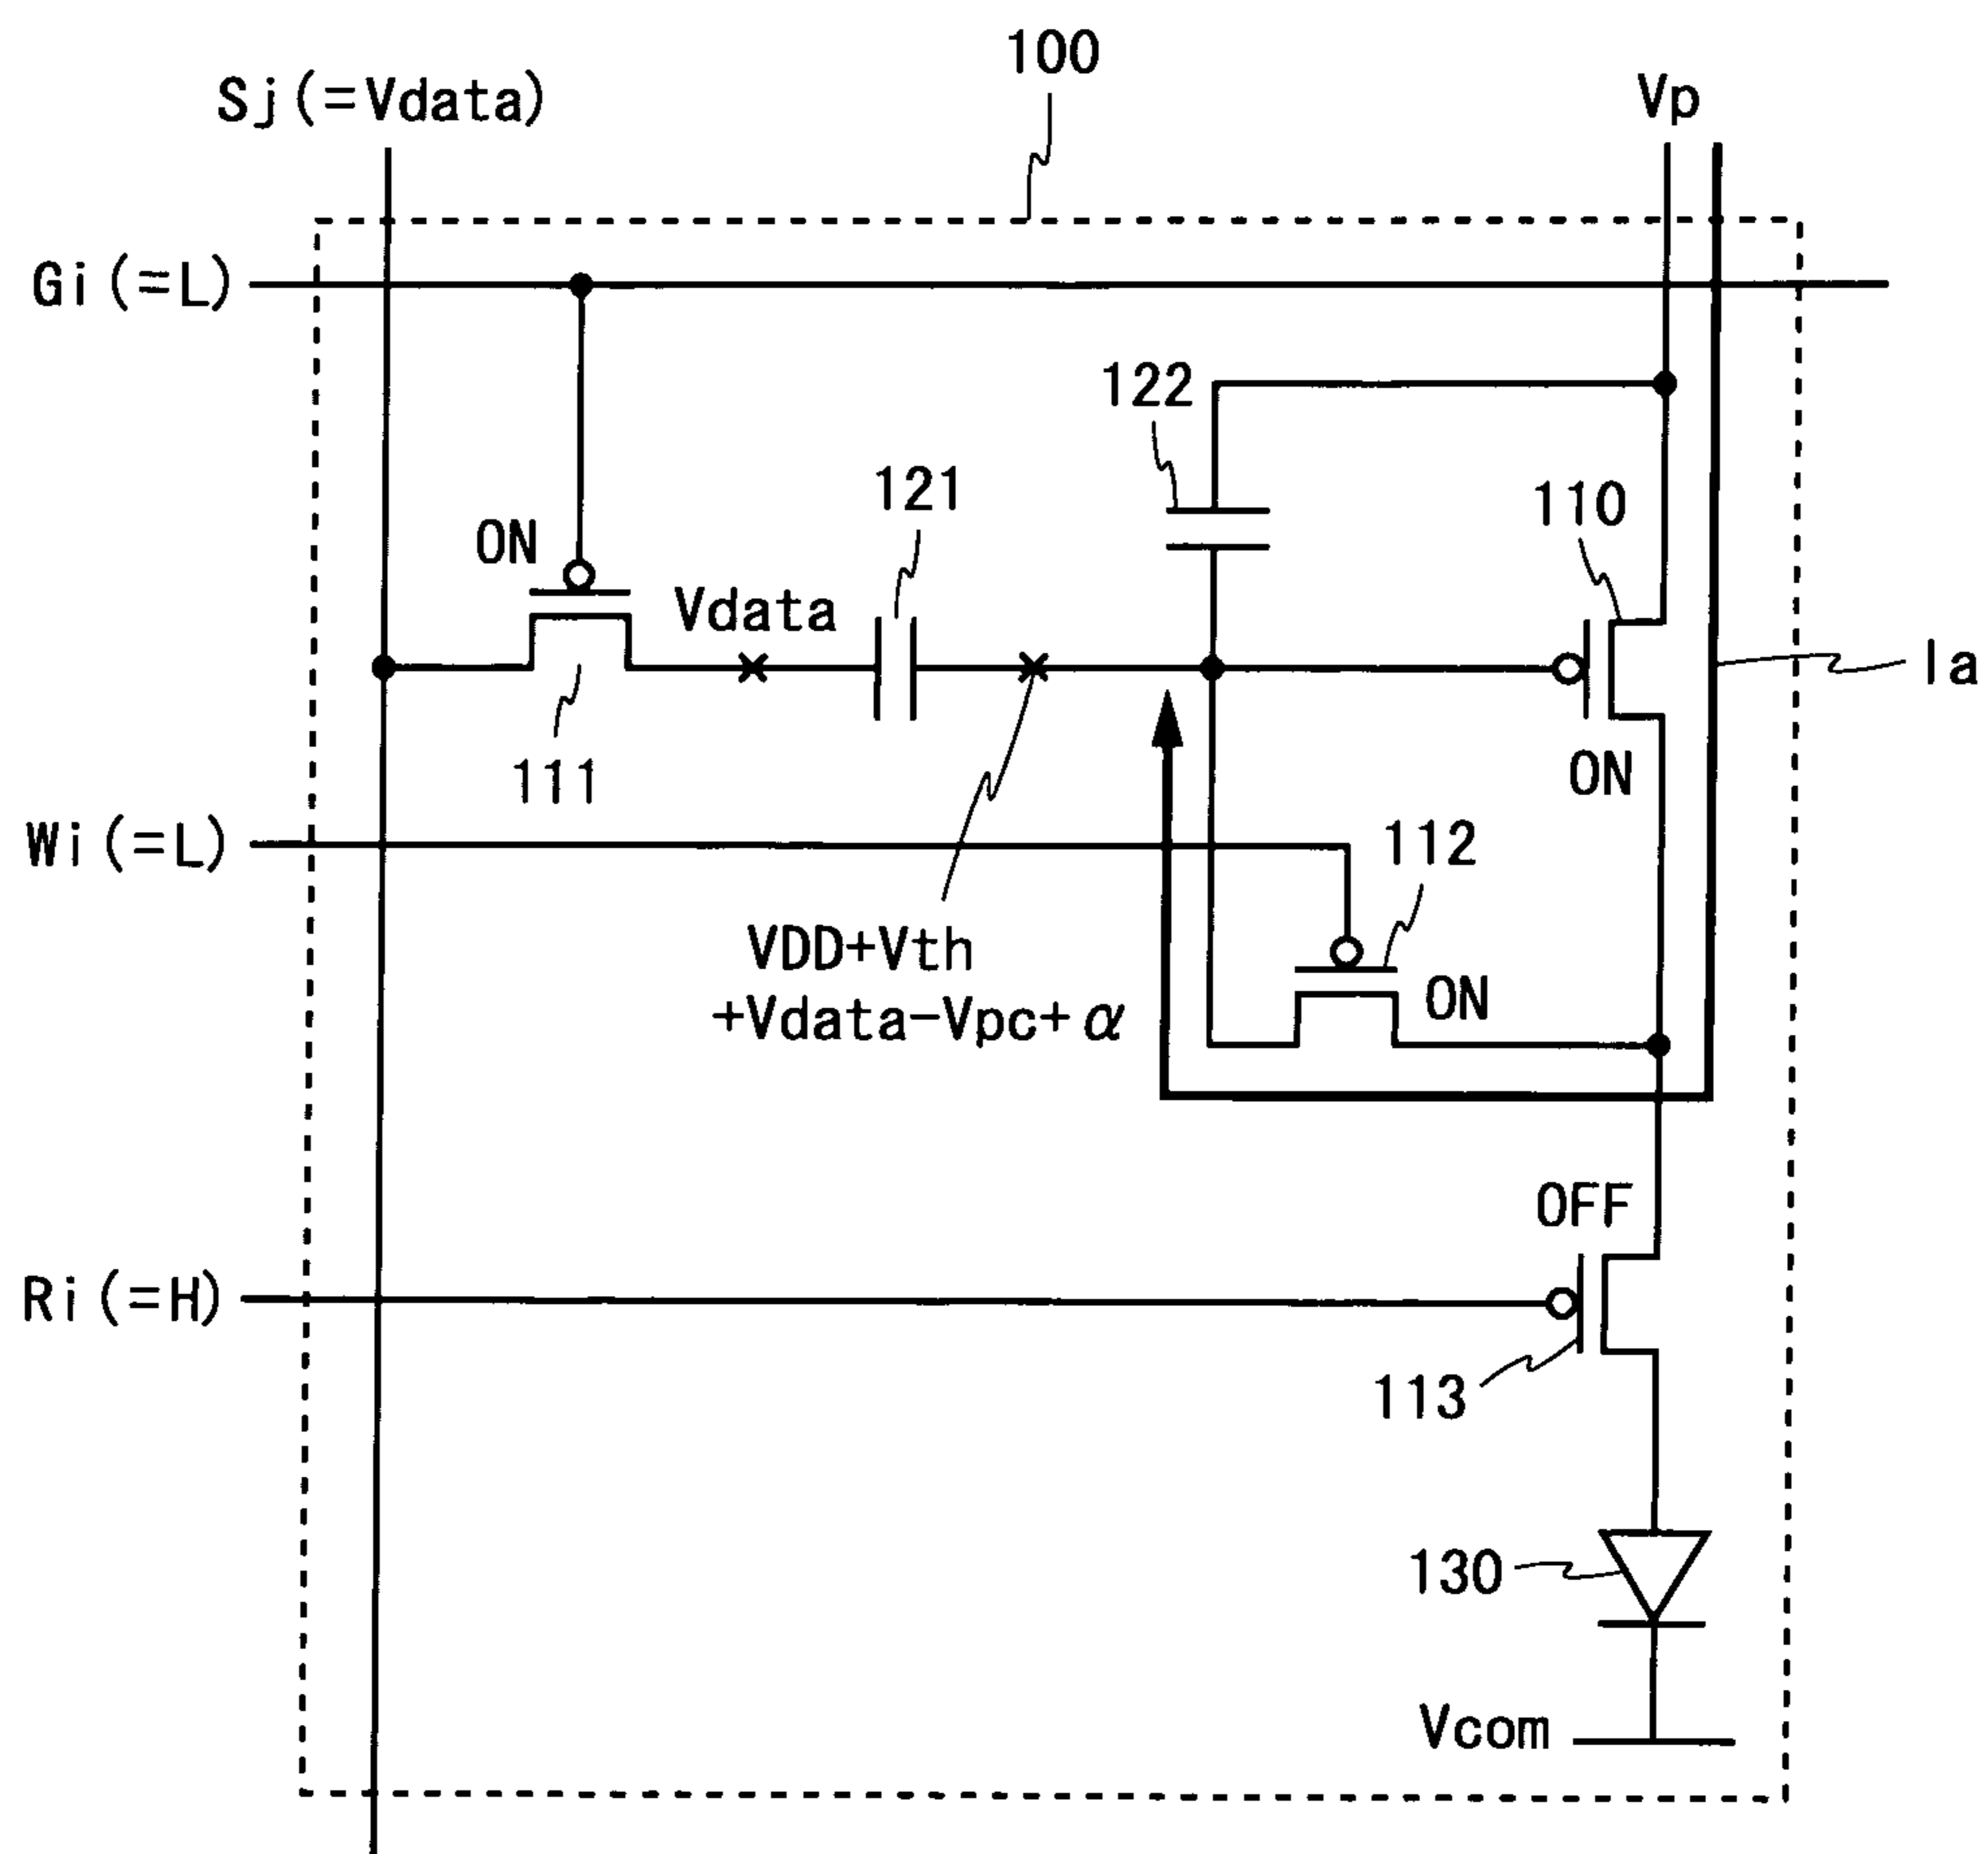 100
Sj(=Vdata)
Vp
Gi(=L)
122
121
110
ON
Vdata
Ia
111
ON
Wi(=L)
112
VDD+Vth
+Vdata-Vpc+α
ON
OFF
Ri(=H)
113
130
Vcom